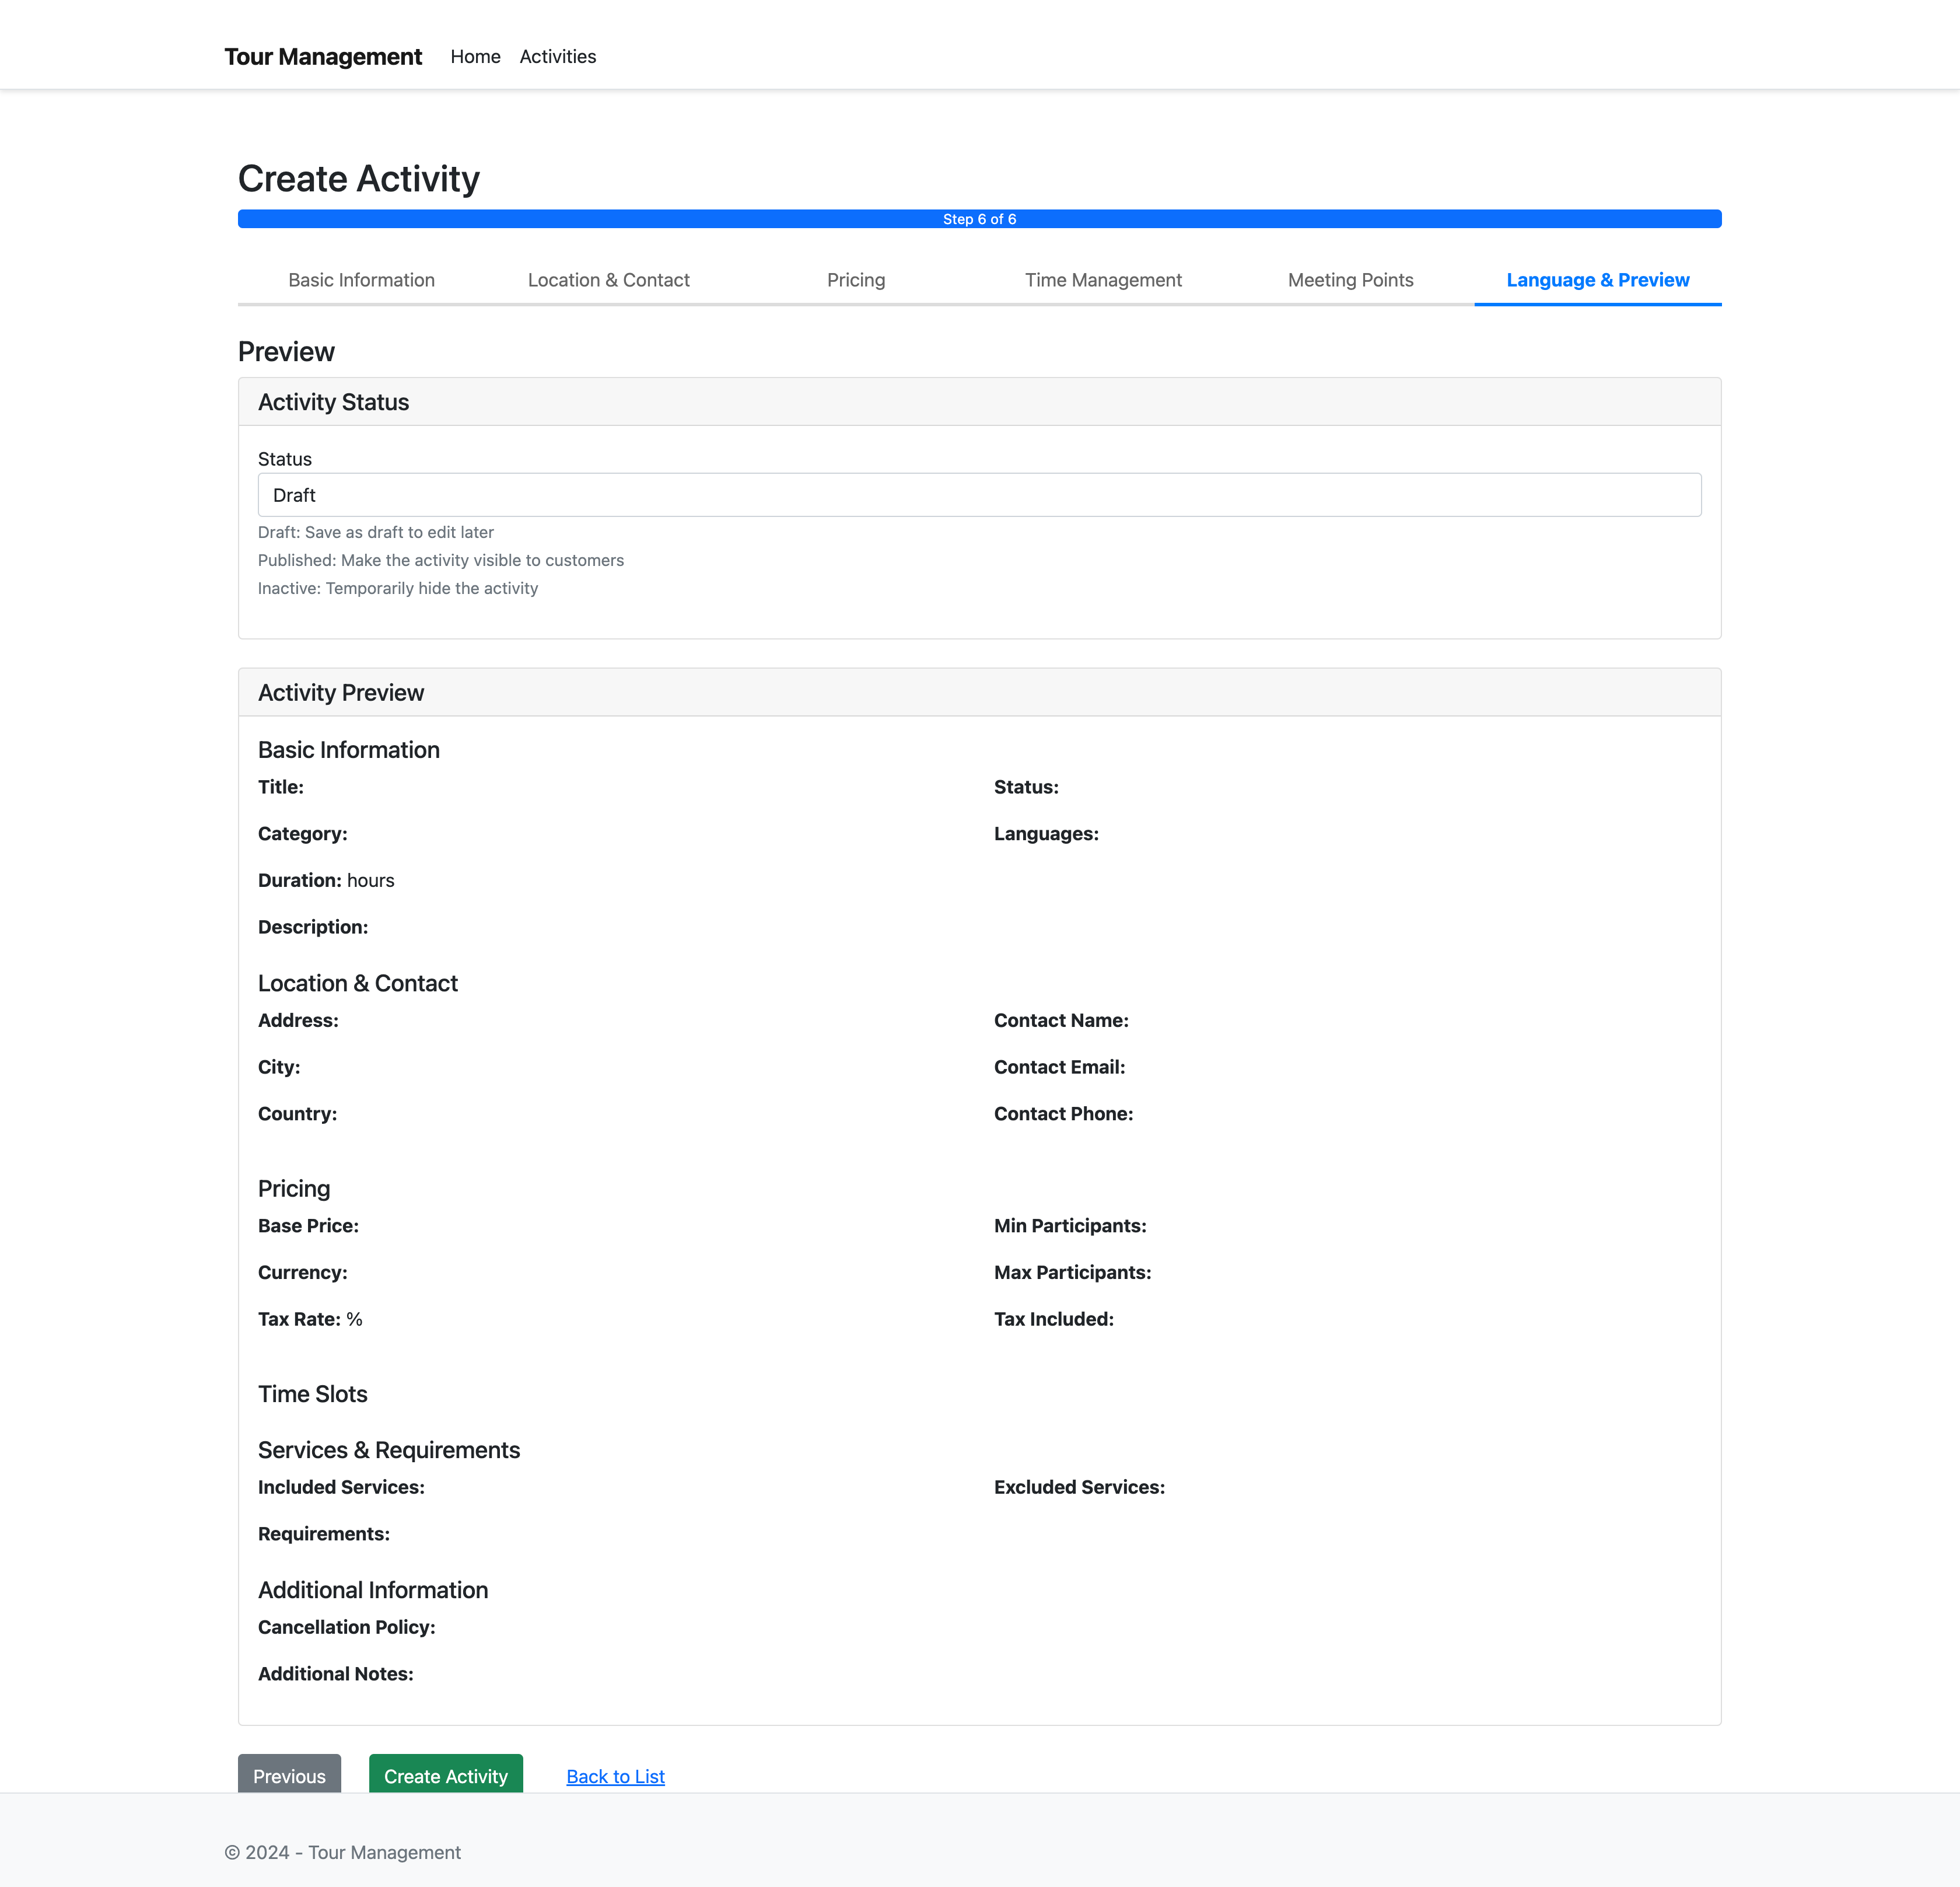 Tour Management Home Activities
Create Activity
Step 6 of 6
Basic Information Location & Contact Pricing Time Management Meeting Points Language & Preview
Preview
Activity Status
Status
Draft
Draft: Save as draft to edit later
Published: Make the activity visible to customers
Inactive: Temporarily hide the activity
Activity Preview
Basic Information
Title: Status:
Category: Languages:
Duration: hours
Description:
Location & Contact
Address: Contact Name:
City: Contact Email:
Country: Contact Phone:
Pricing
Base Price: Min Participants:
Currency: Max Participants:
Tax Rate: % Tax Included:
Time Slots
Services & Requirements
Included Services: Excluded Services:
Requirements:
Additional Information
Cancellation Policy:
Additional Notes:
Previous Create Activity Back to List
© 2024 - Tour Management